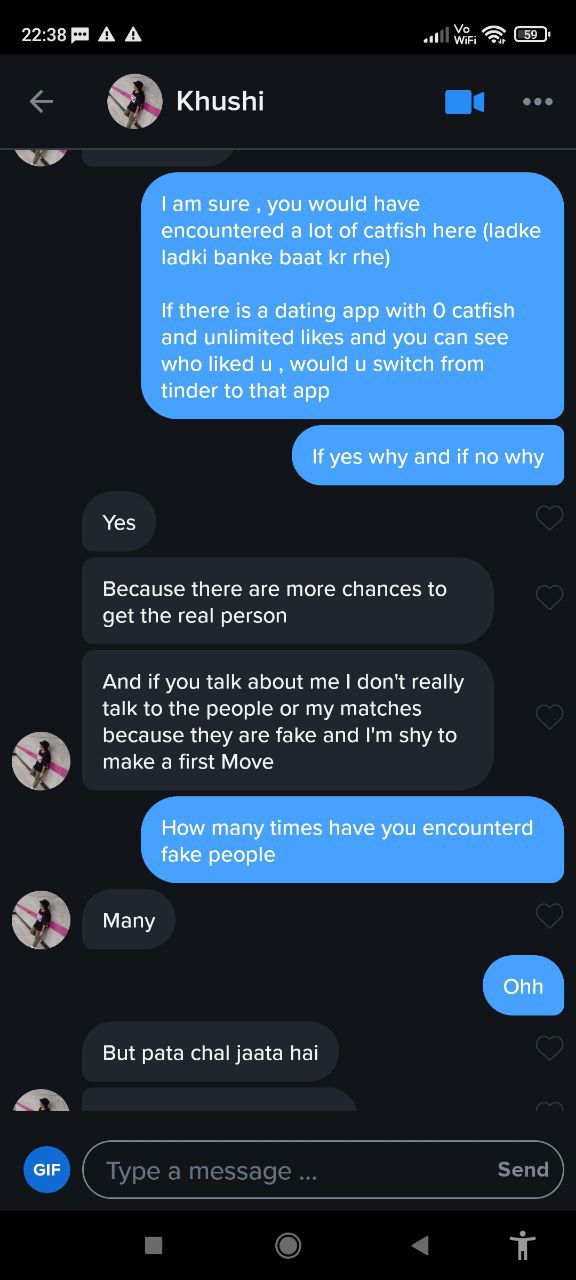 22:38
Vo
WiFi
59
Khushi
I am sure , you would have
encountered a lot of catfish here (ladke
ladki banke baat kr rhe)
If there is a dating app with 0 catfish
and unlimited likes and you can see
who liked u , would u switch from
tinder to that app
If yes why and if no why
Yes
Because there are more chances to
get the real person
And if you talk about me I don't really
talk to the people or my matches
because they are fake and I'm shy to
make a first Move
How many times have you encounterd
fake people
Many
Ohh
But pata chal jaata hai
GIF
Type a message ...
Send